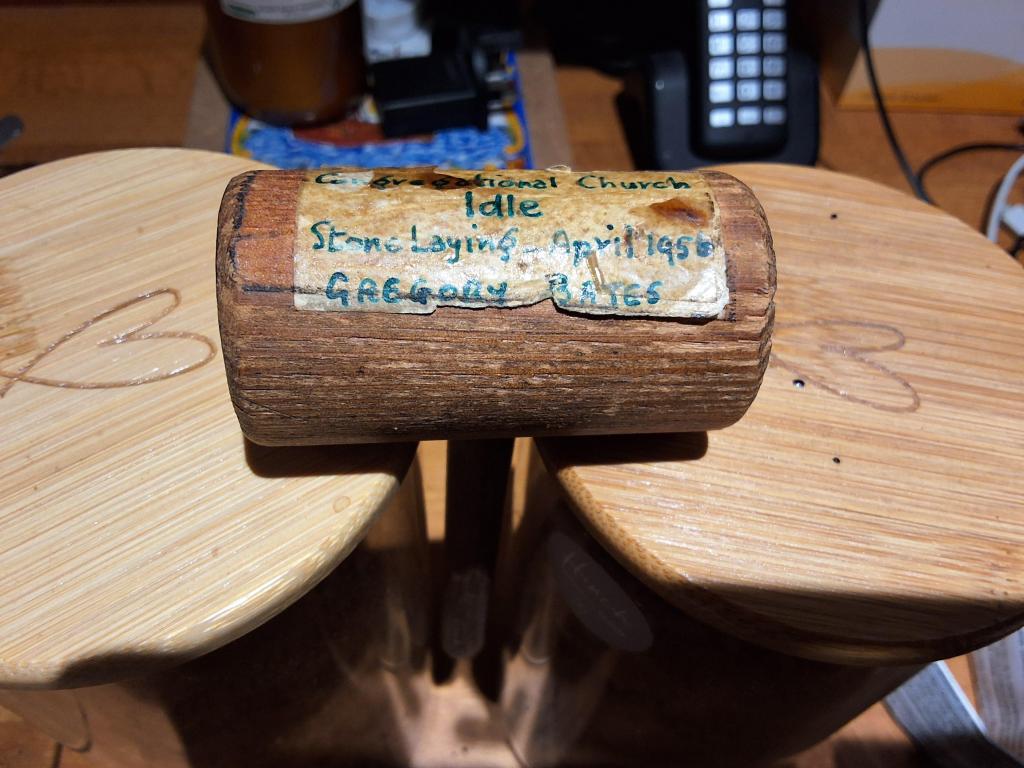 Congregational Church
Idle
Stone Laying - April 1956
GREGORY BATES